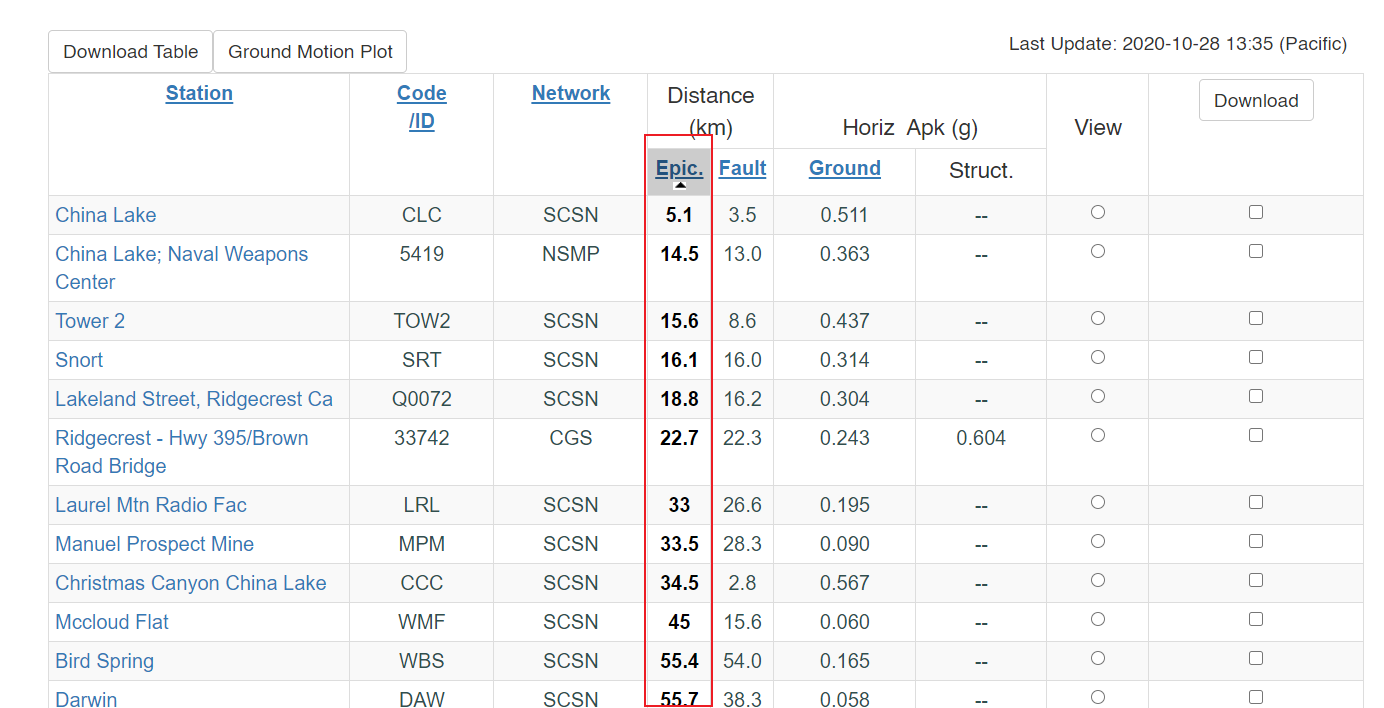 Download Table Ground Motion Plot Last Update: 2020-10-28 13:35 (Pacific)
Station Code /ID Network Distance (km) Horiz Apk (g) View Download
Epic. Fault Ground Struct.
China Lake CLC SCSN 5.1 3.5 0.511 --
China Lake; Naval Weapons Center 5419 NSMP 14.5 13.0 0.363 --
Tower 2 TOW2 SCSN 15.6 8.6 0.437 --
Snort SRT SCSN 16.1 16.0 0.314 --
Lakeland Street, Ridgecrest Ca Q0072 SCSN 18.8 16.2 0.304 --
Ridgecrest - Hwy 395/Brown Road Bridge 33742 CGS 22.7 22.3 0.243 0.604
Laurel Mtn Radio Fac LRL SCSN 33 26.6 0.195 --
Manuel Prospect Mine MPM SCSN 33.5 28.3 0.090 --
Christmas Canyon China Lake CCC SCSN 34.5 2.8 0.567 --
Mccloud Flat WMF SCSN 45 15.6 0.060 --
Bird Spring WBS SCSN 55.4 54.0 0.165 --
Darwin DAW SCSN 55.7 38.3 0.058 --